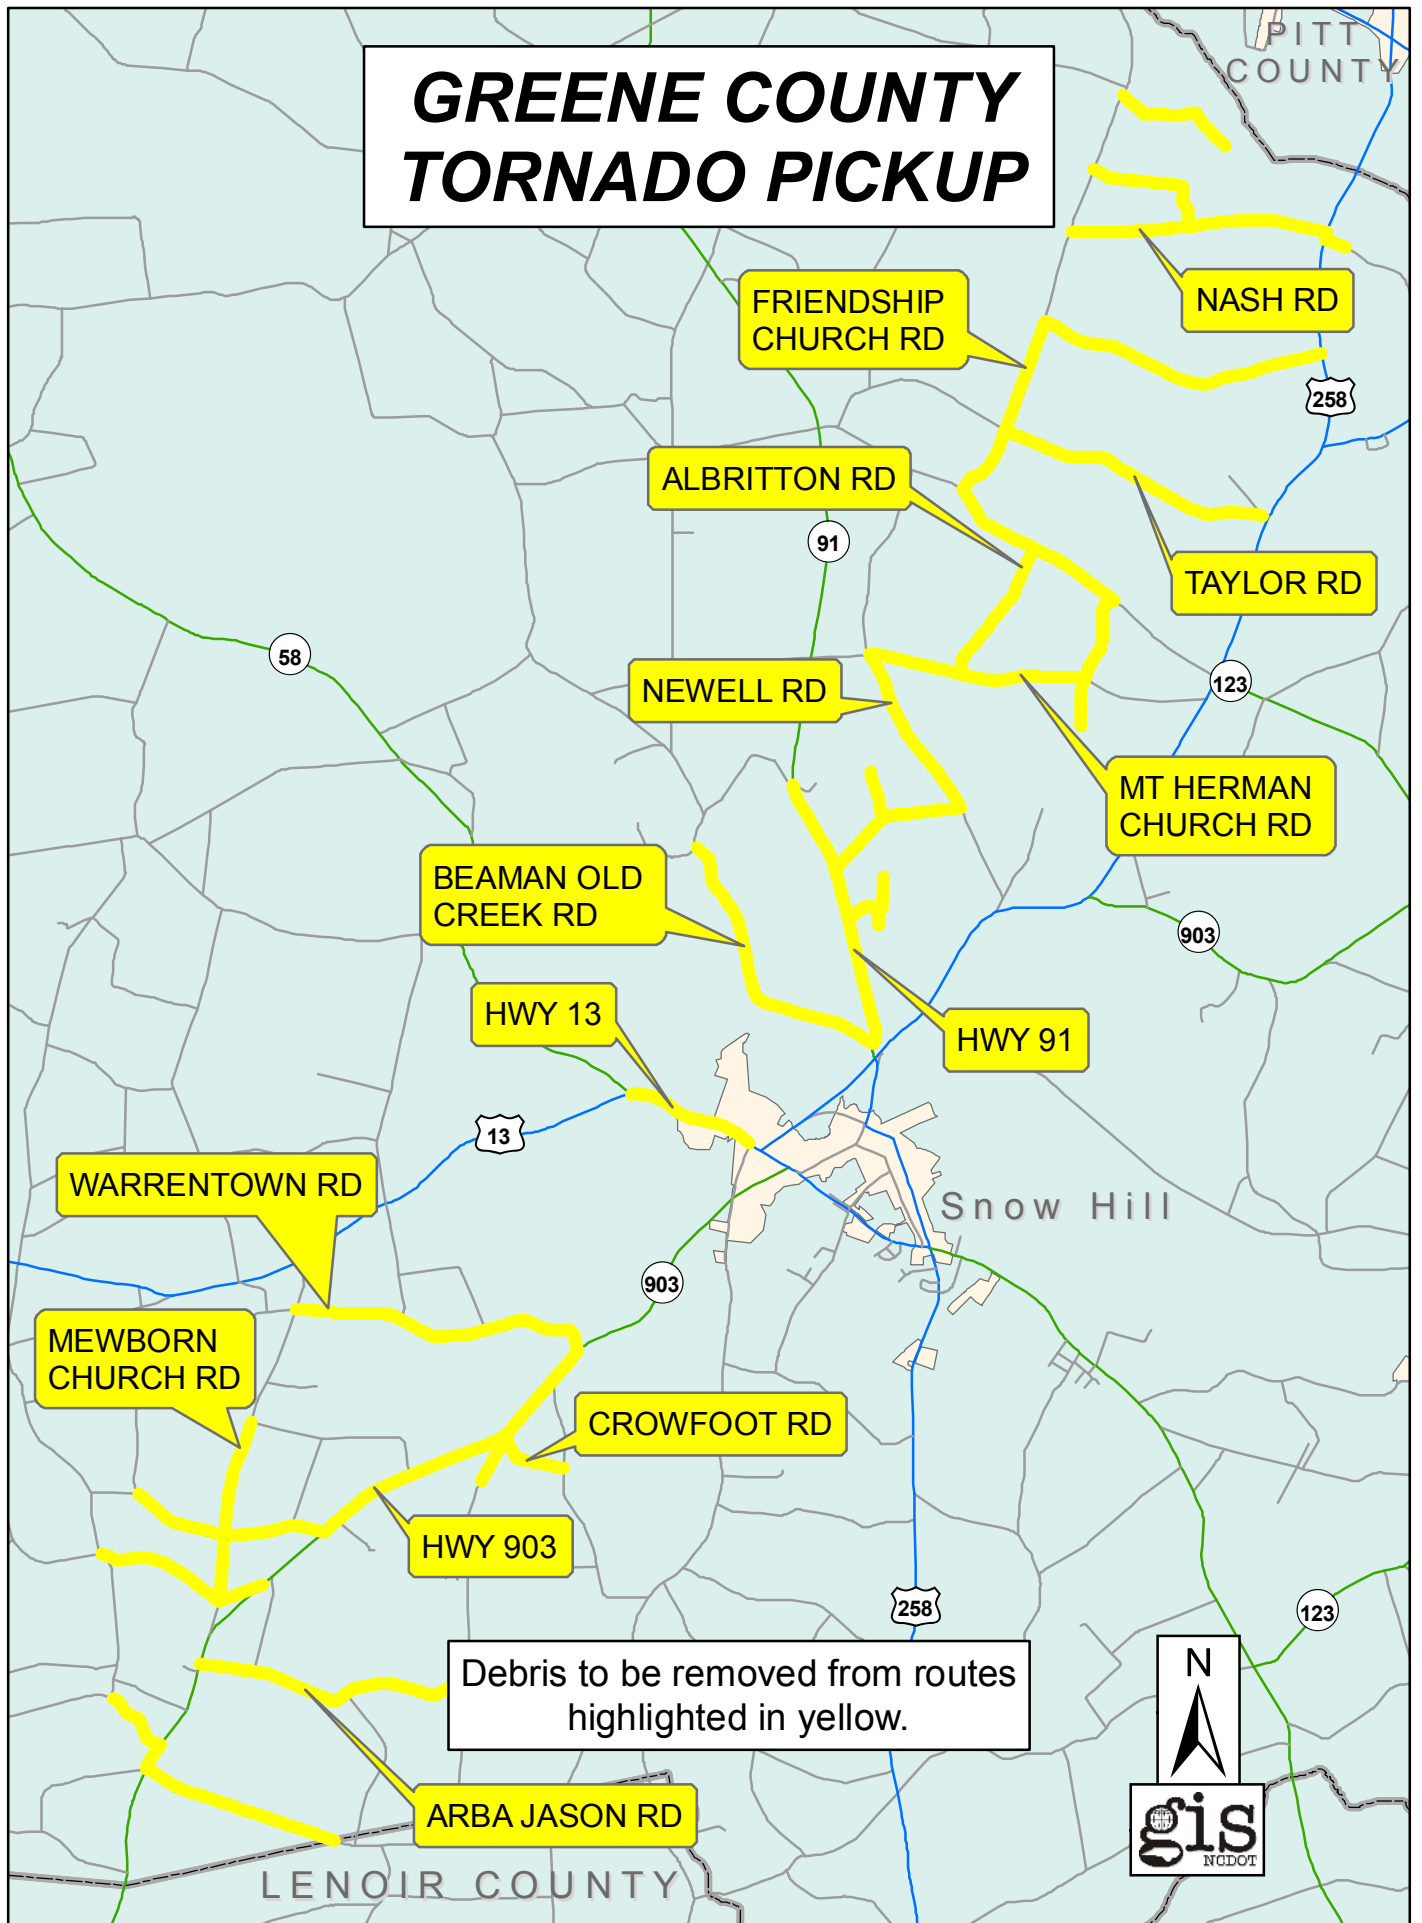 PITT
COUNTY
GREENE COUNTY
TORNADO PICKUP
NASH RD
FRIENDSHIP
CHURCH RD
258
ALBRITTON RD
91
TAYLOR RD
58
NEWELL RD
123
MT HERMAN
CHURCH RD
BEAMAN OLD
CREEK RD
903
HWY 13
HWY 91
13
WARRENTOWN RD
Snow Hill
903
MEWBORN
CHURCH RD
CROWFOOT RD
HWY 903
258
123
Debris to be removed from routes
highlighted in yellow.
N
ARBA JASON RD
gis
NCDOT
LENOIR COUNTY